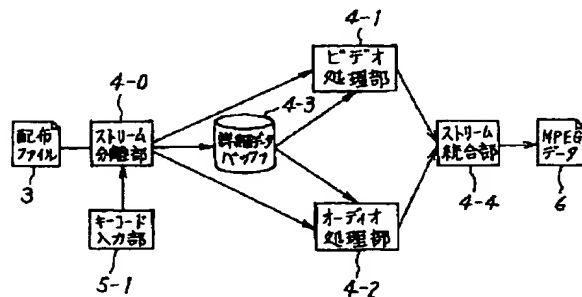 4-1
ビデオ
処理部
4-0
4-3
配布
ファイル
ストリーム
分離部
詳細データ
バッファ
ストリーム
統合部
MPEG
データ
3
4-4
6
キーコード
入力部
オーディオ
処理部
5-1
4-2